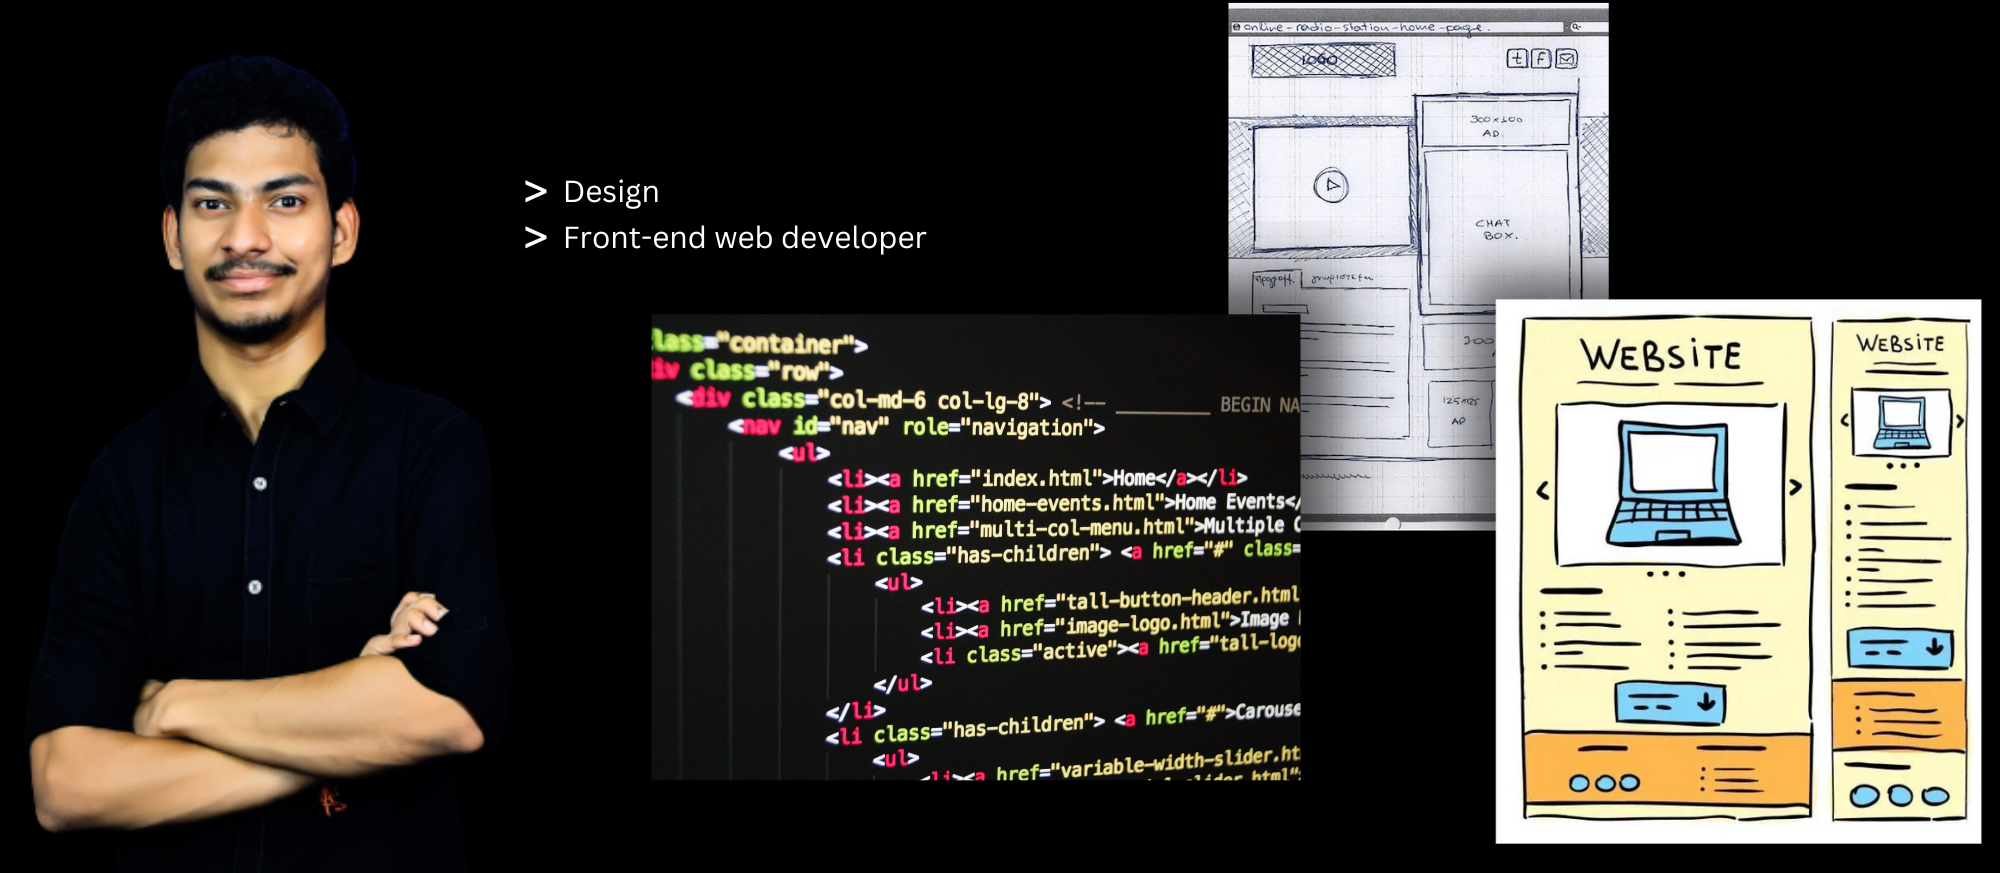 > Design
> Front-end web developer
online-radio-station-home-page.
LOGO
t f
300x100
AD.
CHAT
BOX.
300
125x125
AD
lass="container">
iv class="row">
<div class="col-md-6 col-lg-8"> <!-- _________ BEGIN NA
<nav id="nav" role="navigation">
<ul>
<li><a href="index.html">Home</a></li>
<li><a href="home-events.html">Home Events</
<li><a href="multi-col-menu.html">Multiple C
<li class="has-children"> <a href="#" class=
<ul>
<li><a href="tall-button-header.html
<li><a href="image-logo.html">Image
<li class="active"><a href="tall-logo
</ul>
</li>
<li class="has-children"> <a href="#">Carouse
<ul>
<li><a href="variable-width-slider.ht
slider.html"
WEBSITE
WEBSITE